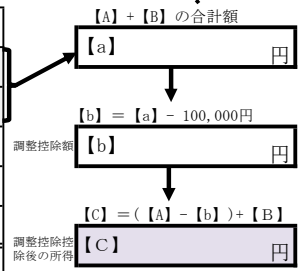 【A】+【B】の合計額
【a】
円
【b】=【a】- 100,000円
調整控除額
【b】
円
【C】=(【A】-【b】)+【B】
調整控除控
除後の所得
【C】
円